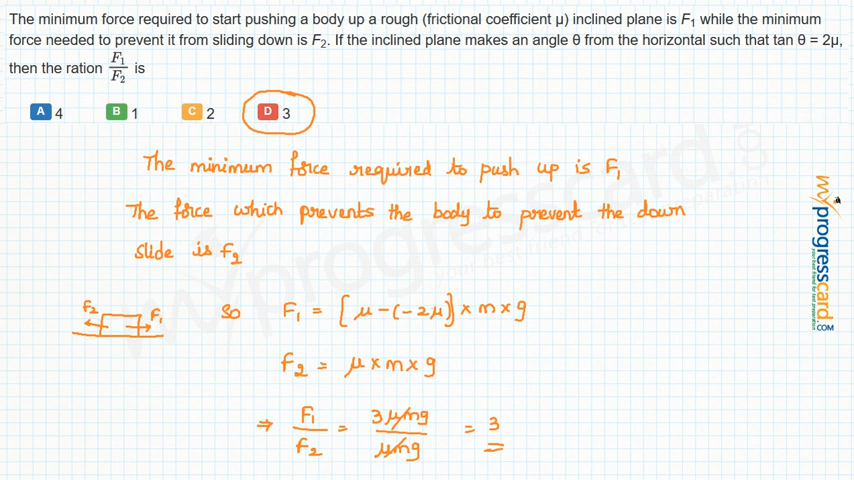 The minimum force required to start pushing a body up a rough (frictional coefficient μ) inclined plane is F₁ while the minimum
force needed to prevent it from sliding down is F₂. If the inclined plane makes an angle θ from the horizontal such that tan θ = 2μ,
then the ration F₁/F₂ is
A 4 B 1 C 2 D 3
The minimum force required to push up is F₁
The force which prevents the body to prevent the down
slide is f₂
F₂ F₁
So F₁ = [μ-(-2μ)] × m × g
F₂ = μ × m × g
⇒ F₁/F₂ = 3μmg/μmg = 3
myprogresscard
.COM